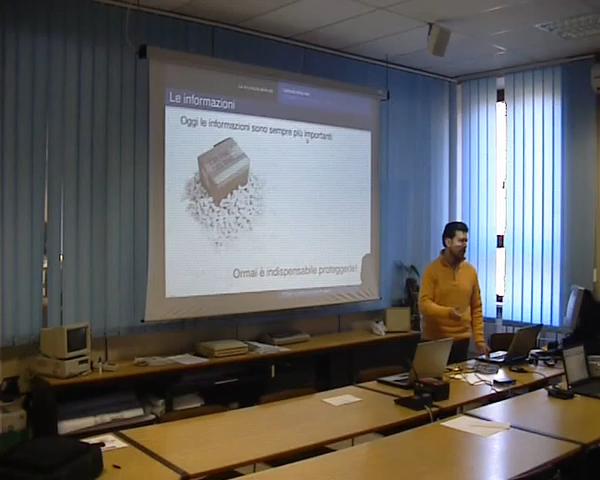 Le informazioni
Oggi le informazioni sono sempre più importanti
Ormai è indispensabile proteggerle!